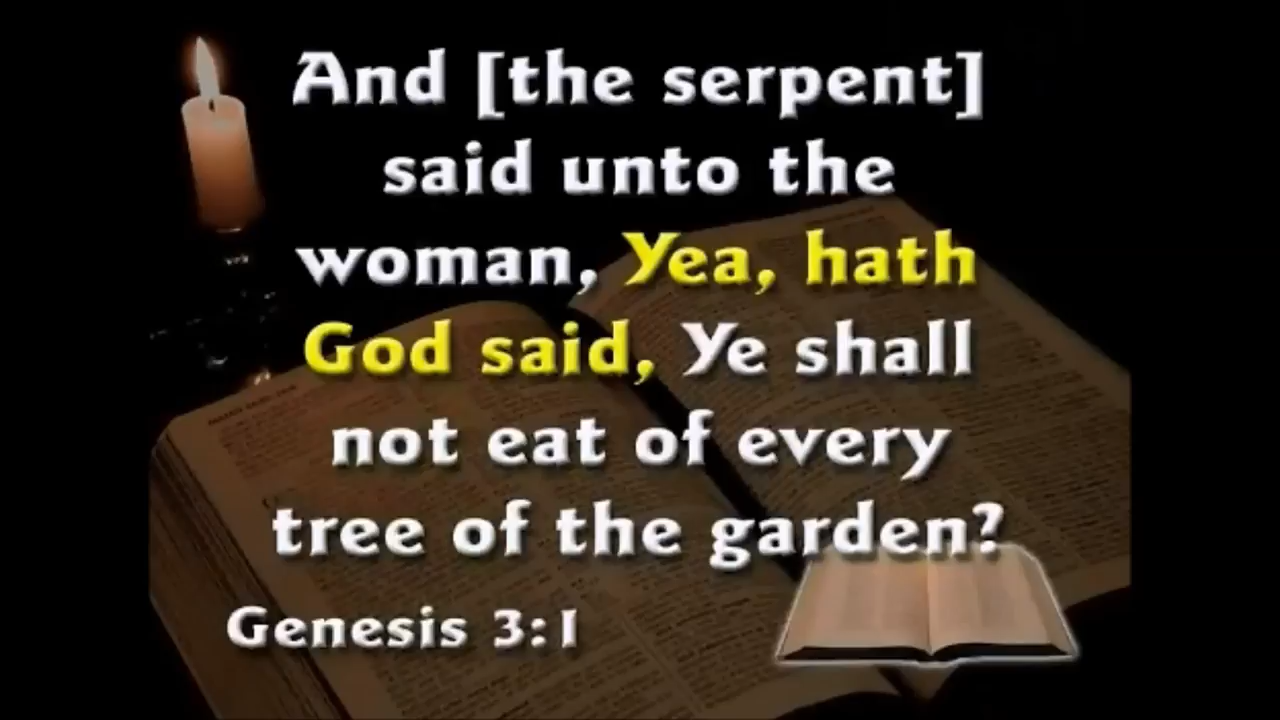 And [the serpent]
said unto the
woman, Yea, hath
God said, Ye shall
not eat of every
tree of the garden?
Genesis 3:1